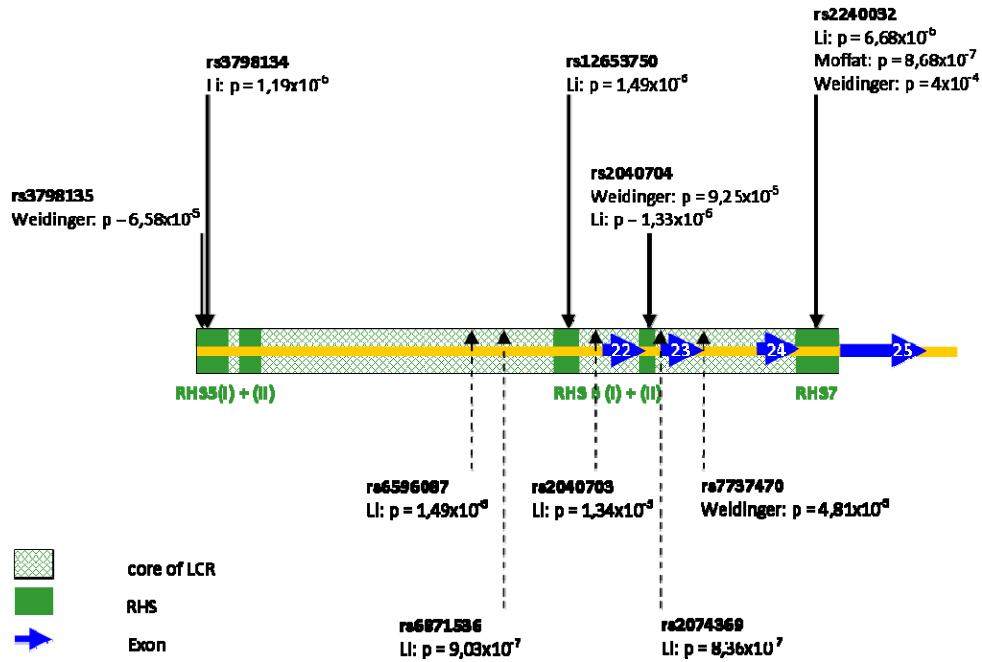 rs2240032
Li: p = 6,68x10⁻⁶
Moffat: p = 8,68x10⁻⁷
Weidinger: p = 4x10⁻⁴
rs3798134
Li: p = 1,19x10⁻⁶
rs12653750
Li: p = 1,49x10⁻⁶
rs2040704
Weidinger: p = 9,25x10⁻⁵
Li: p – 1,33x10⁻⁶
rs3798135
Weidinger: p – 6,58x10⁻⁵
22
23
24
25
RHS5(I) + (II)
RHS 6 (I) + (II)
RHS7
rs6596087
Li: p = 1,49x10
rs2040703
Li: p = 1,34x10
rs7737470
Weidinger: p = 4,81x10
core of LCR
RHS
Exon
rs6871536
Li: p = 9,03x10⁻⁷
rs2074369
Li: p = 8,36x10⁻⁷